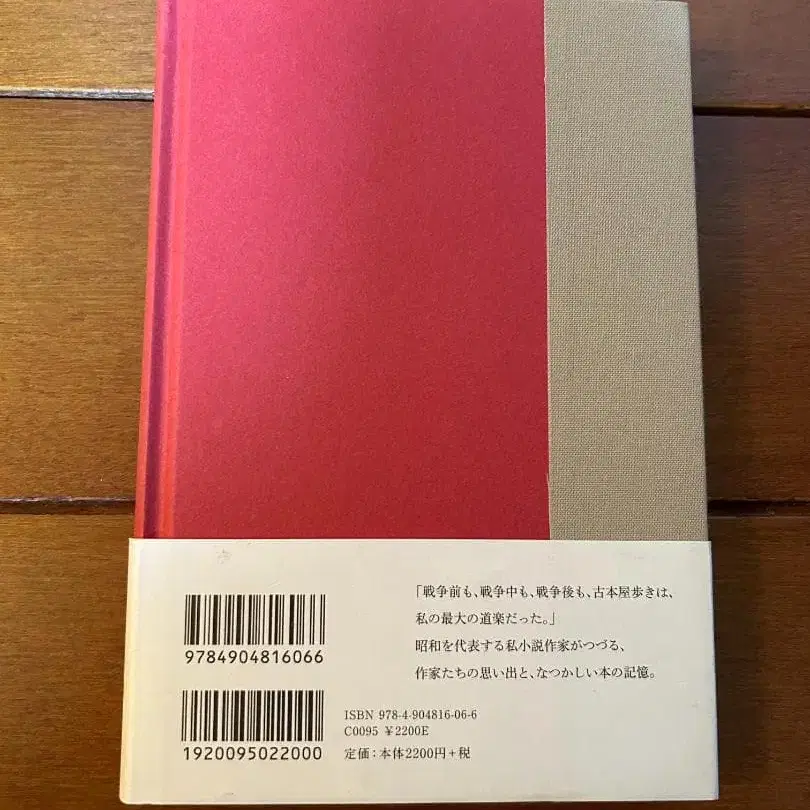 9784904816066
1920095022000
「戦争前も、戦争中も、戦争後も、古本屋歩きは、
私の最大の道楽だった。」
昭和を代表する私小説作家がつづる、
作家たちの思い出と、なつかしい本の記憶。
ISBN 978-4-904816-06-6
C0095 ¥2200E
定価：本体2200円+税